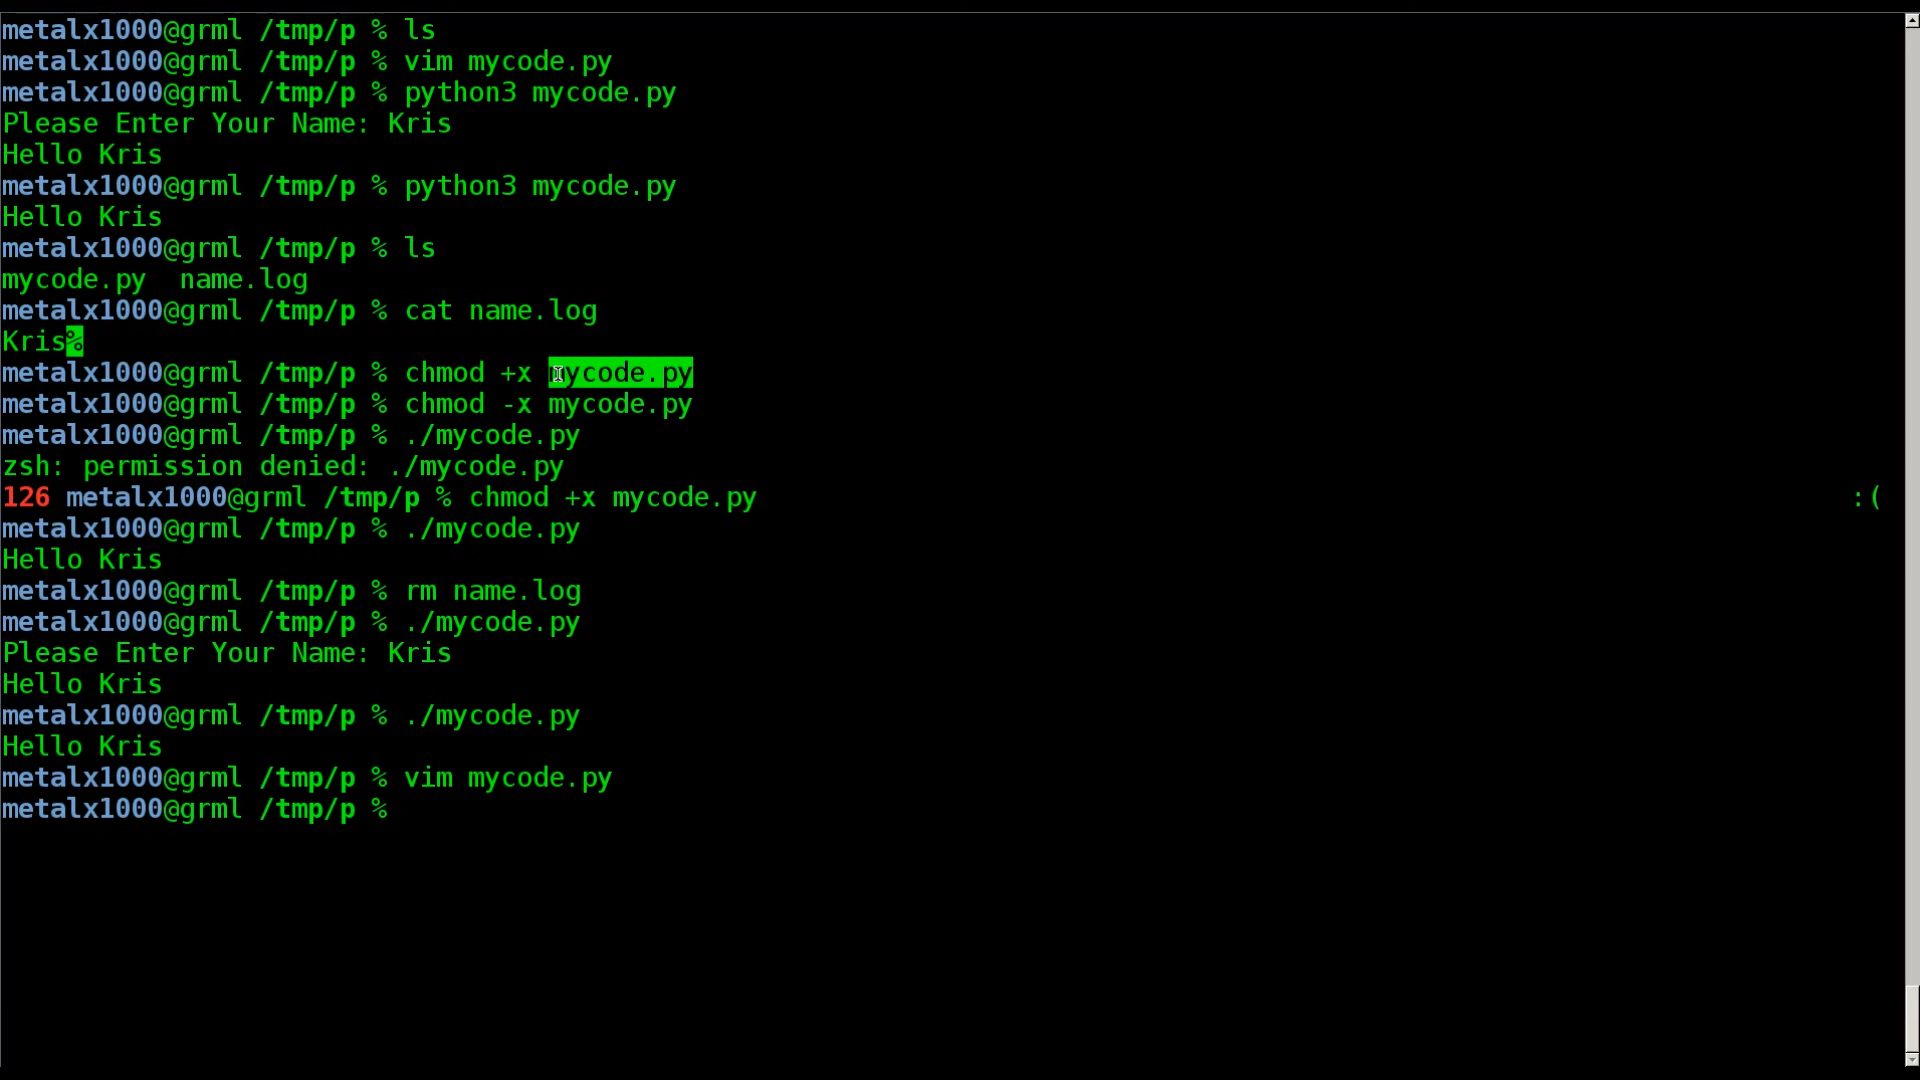 metalx1000@grml /tmp/p % ls
metalx1000@grml /tmp/p % vim mycode.py
metalx1000@grml /tmp/p % python3 mycode.py
Please Enter Your Name: Kris
Hello Kris
metalx1000@grml /tmp/p % python3 mycode.py
Hello Kris
metalx1000@grml /tmp/p % ls
mycode.py  name.log
metalx1000@grml /tmp/p % cat name.log
Kris%
metalx1000@grml /tmp/p % chmod +x mycode.py
metalx1000@grml /tmp/p % chmod -x mycode.py
metalx1000@grml /tmp/p % ./mycode.py
zsh: permission denied: ./mycode.py
126 metalx1000@grml /tmp/p % chmod +x mycode.py :(
metalx1000@grml /tmp/p % ./mycode.py
Hello Kris
metalx1000@grml /tmp/p % rm name.log
metalx1000@grml /tmp/p % ./mycode.py
Please Enter Your Name: Kris
Hello Kris
metalx1000@grml /tmp/p % ./mycode.py
Hello Kris
metalx1000@grml /tmp/p % vim mycode.py
metalx1000@grml /tmp/p %